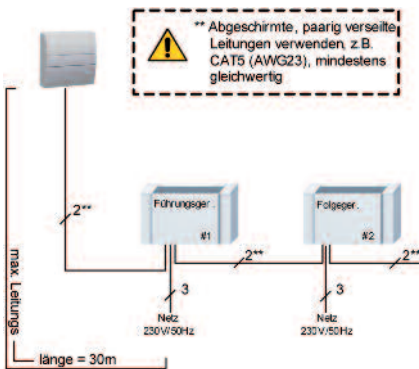 ** Abgeschirmte, paarig verseilte
Leitungen verwenden, z.B.
CAT5 (AWG23), mindestens
gleichwertig
2**
Führungsger.
#1
2**
Folgeger.
#2
2**
3
3
Netz
230V/50Hz
Netz
230V/50Hz
max. Leitungs
länge = 30m